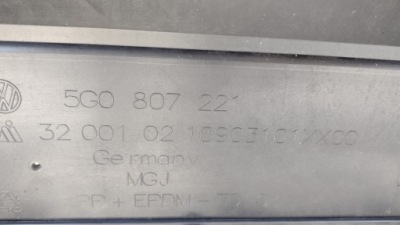 5G0 807 221
32 001 02
Germany
MGJ
PP + EPDM - T